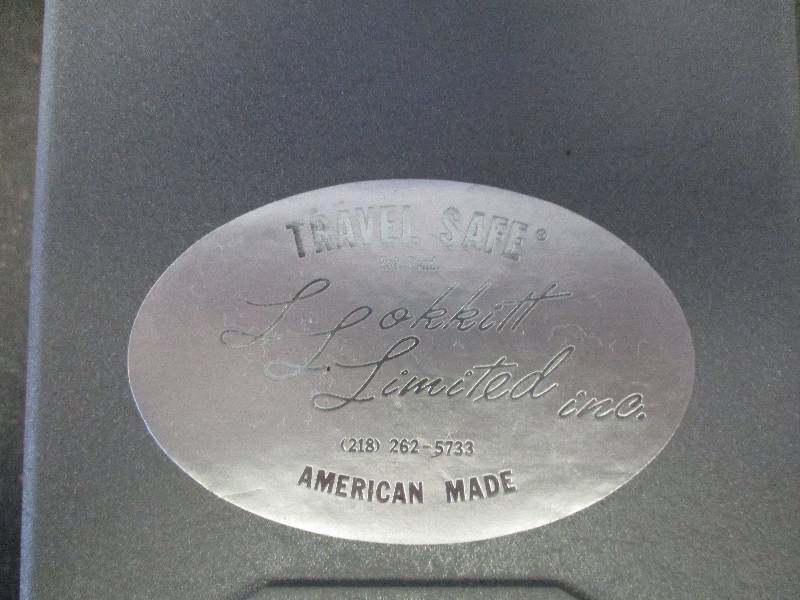 TRAVEL SAFE®
L Lokkitt
L. Limited inc.
(218) 262-5733
AMERICAN MADE